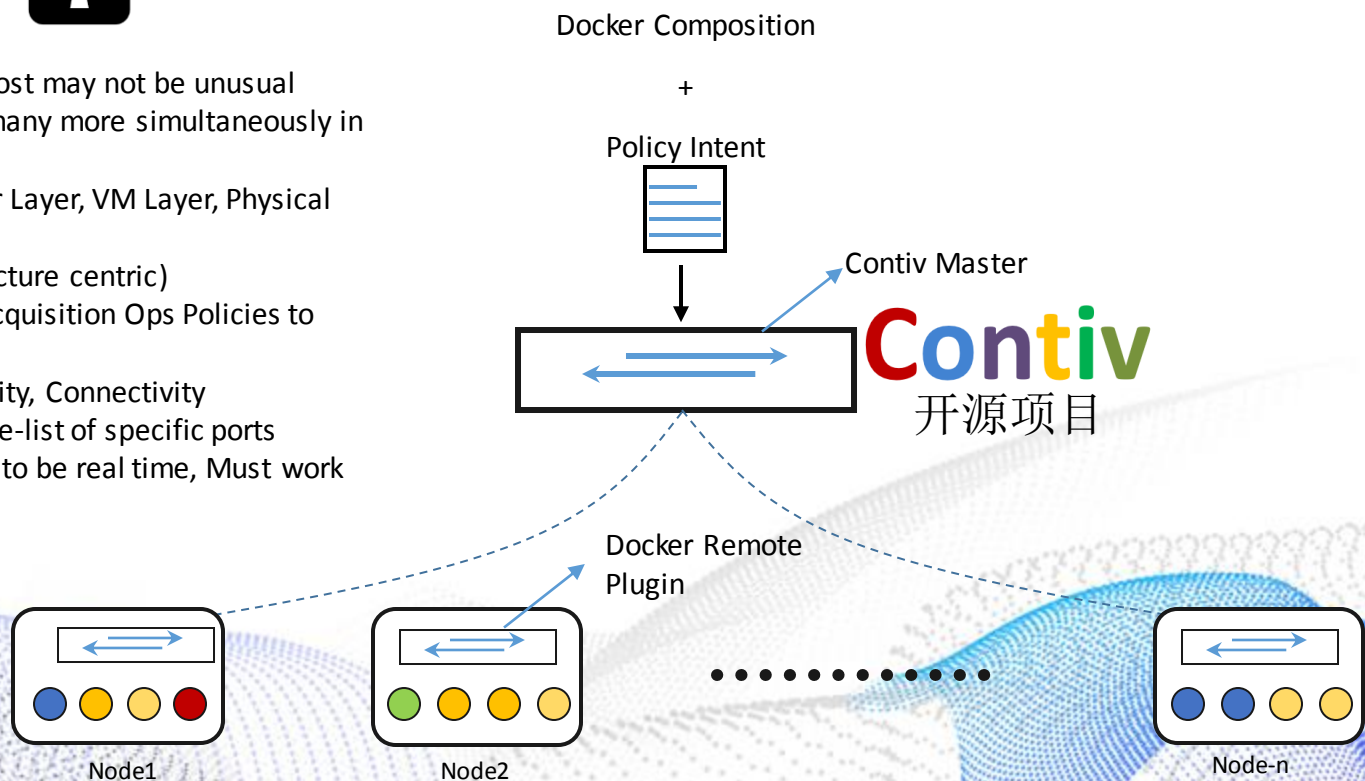 Docker Composition
+
Policy Intent
ost may not be unusual
many more simultaneously in
r Layer, VM Layer, Physical
cture centric)
cquisition Ops Policies to
ity, Connectivity
e-list of specific ports
to be real time, Must work
Contiv Master
Contiv
开源项目
Docker Remote
Plugin
Node1
Node2
Node-n